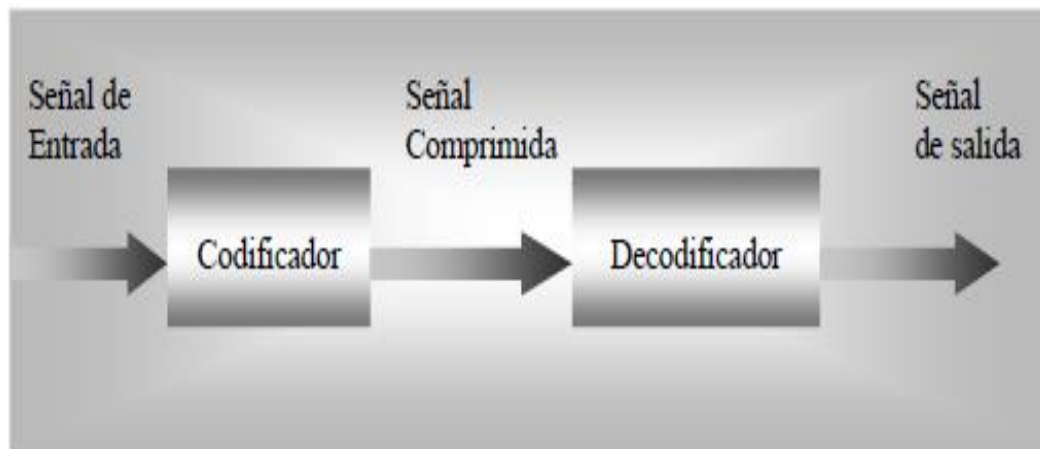 Señal de
Entrada
Señal
Comprimida
Señal
de salida
Codificador
Decodificador